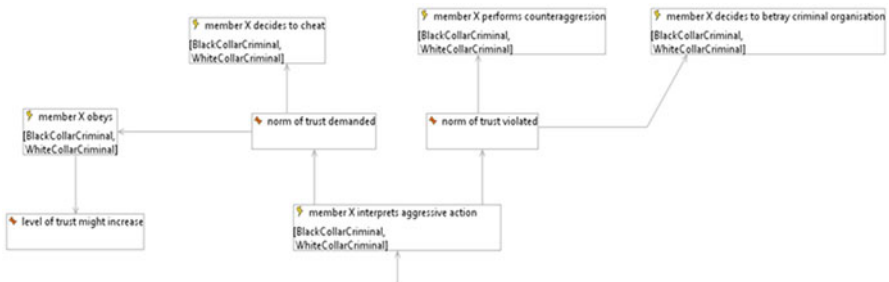 member X performs counteraggression
[BlackCollarCriminal,
WhiteCollarCriminal]
member X decides to betray criminal organisation
[BlackCollarCriminal,
WhiteCollarCriminal]
member X decides to cheat
[BlackCollarCriminal,
WhiteCollarCriminal]
member X obeys
[BlackCollarCriminal,
WhiteCollarCriminal]
norm of trust demanded
norm of trust violated
level of trust might increase
member X interprets aggressive action
[BlackCollarCriminal,
WhiteCollarCriminal]